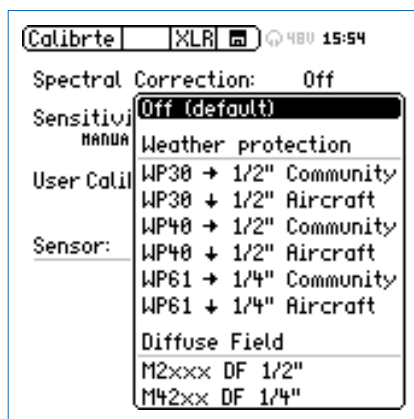 Calibrte XLR 48V 15:54
Spectral Correction: Off
Sensitivi
MANUA
User Calib
Sensor:
Off (default)
Weather protection
WP30 → 1/2" Community
WP30 ↓ 1/2" Aircraft
WP40 → 1/2" Community
WP40 ↓ 1/2" Aircraft
WP61 → 1/4" Community
WP61 ↓ 1/4" Aircraft
Diffuse Field
M2xxx DF 1/2"
M42xx DF 1/4"